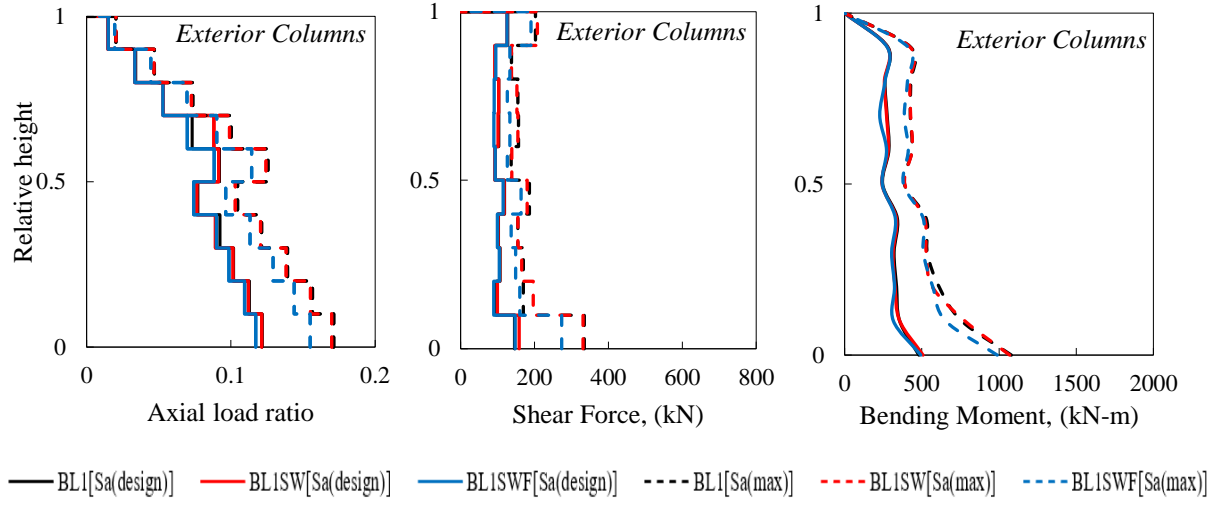 Exterior Columns
Exterior Columns
Exterior Columns
Relative height
1
0.5
0
0
0.1
0.2
Axial load ratio
1
0.5
0
0
200
400
600
800
Shear Force, (kN)
1
0.5
0
0
500
1000
1500
2000
Bending Moment, (kN-m)
BL1[Sa(design)]
BL1SW[Sa(design)]
BL1SWF[Sa(design)]
BL1[Sa(max)]
BL1SW[Sa(max)]
BL1SWF[Sa(max)]